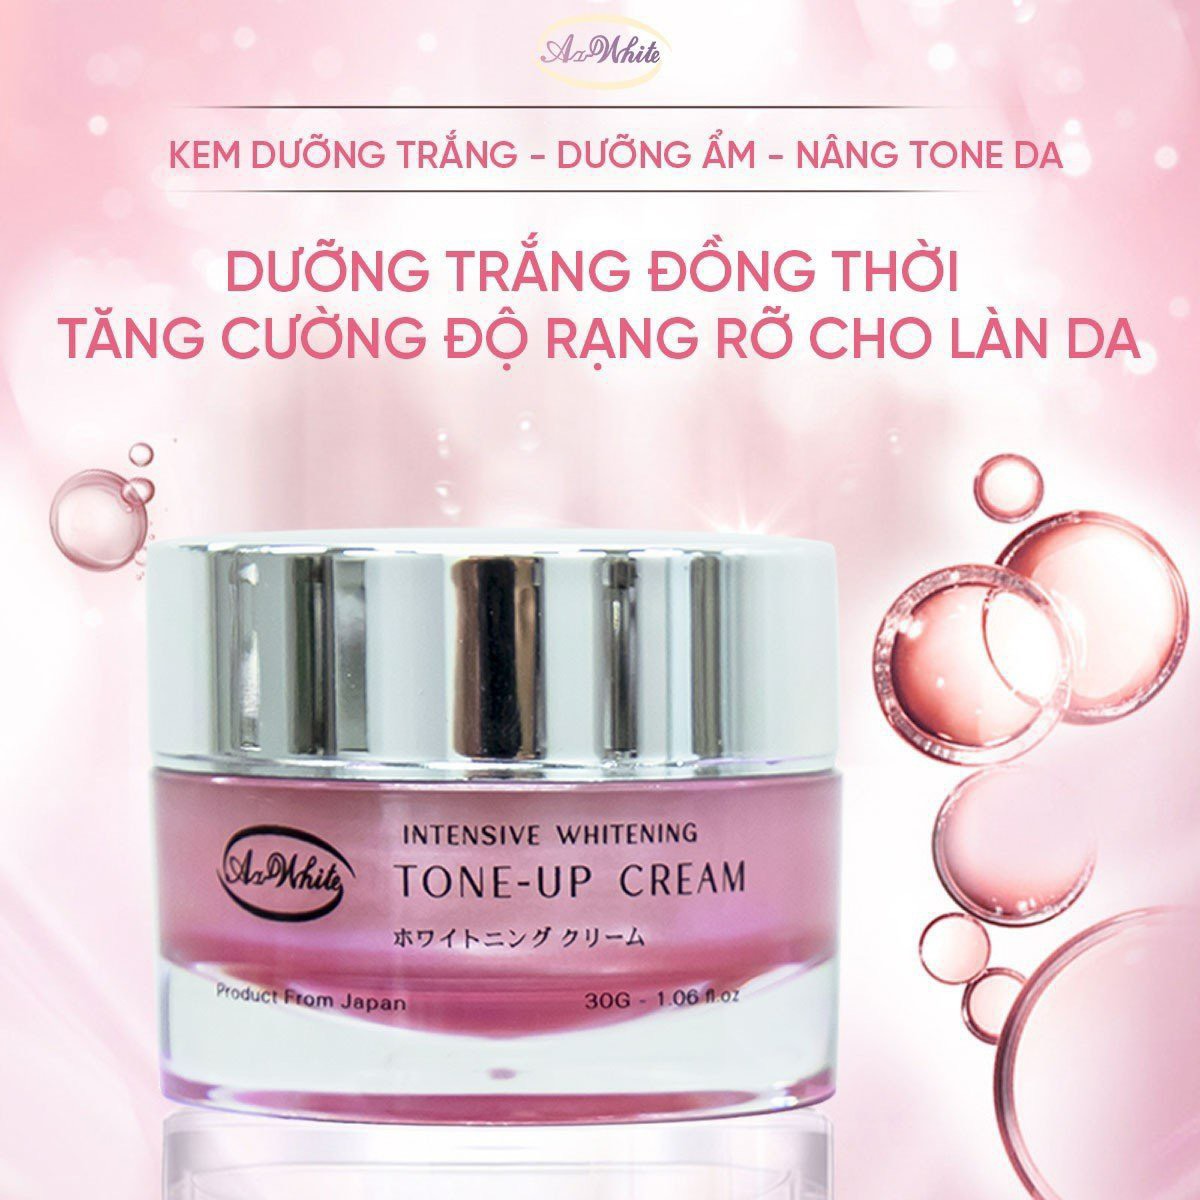 AzWhite
KEM DƯỠNG TRẮNG - DƯỠNG ẨM - NÂNG TONE DA
DƯỠNG TRẮNG ĐỒNG THỜI
TĂNG CƯỜNG ĐỘ RẠNG RỠ CHO LÀN DA
INTENSIVE WHITENING
AzWhite
TONE-UP CREAM
ホワイトニング クリーム
Product From Japan
30G - 1.06 fl.oz